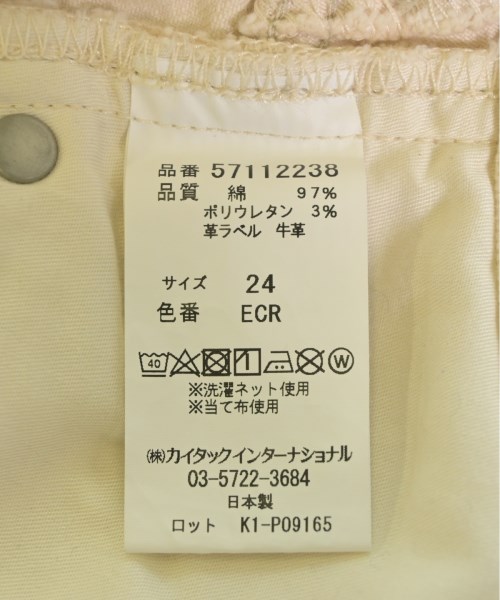 品番 57112238
品質 綿 97%
ポリウレタン 3%
革ラベル 牛革
サイズ 24
色番 ECR
40 W
※洗濯ネット使用
※当て布使用
㈱カイタックインターナショナル
03-5722-3684
日本製
ロット K1-P09165